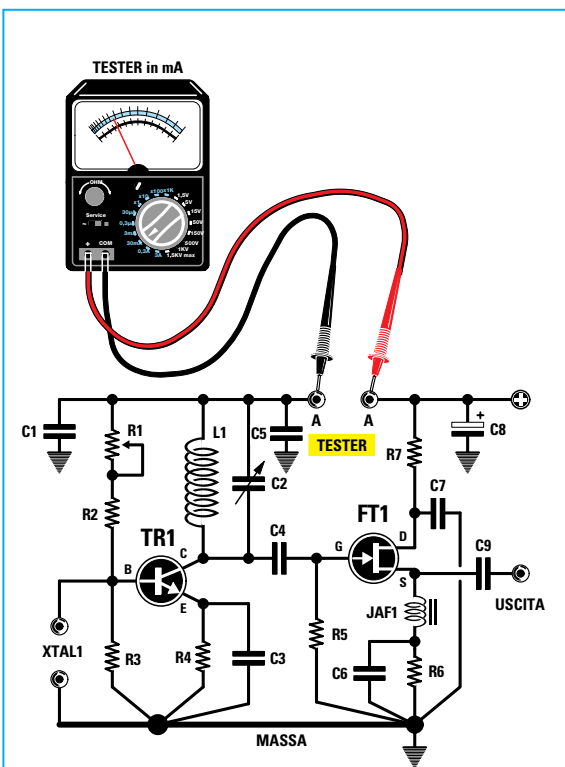 TESTER in mA
OHM
x100
x1K
x10
x1
1,5V
5V
15V
50V
150V
500V
1KV
1,5KV max
30µA
0,3µA
3mA
30mA
0,3A
3A
Service
+ COM
A A
C1 R1 L1 C5 TESTER R7 + C8
C2
R2 TR1 C4 FT1 C7
C D C9
B G
E S
XTAL1 USCITA
R3 R4 C3 R5 JAF1
C6 R6
MASSA